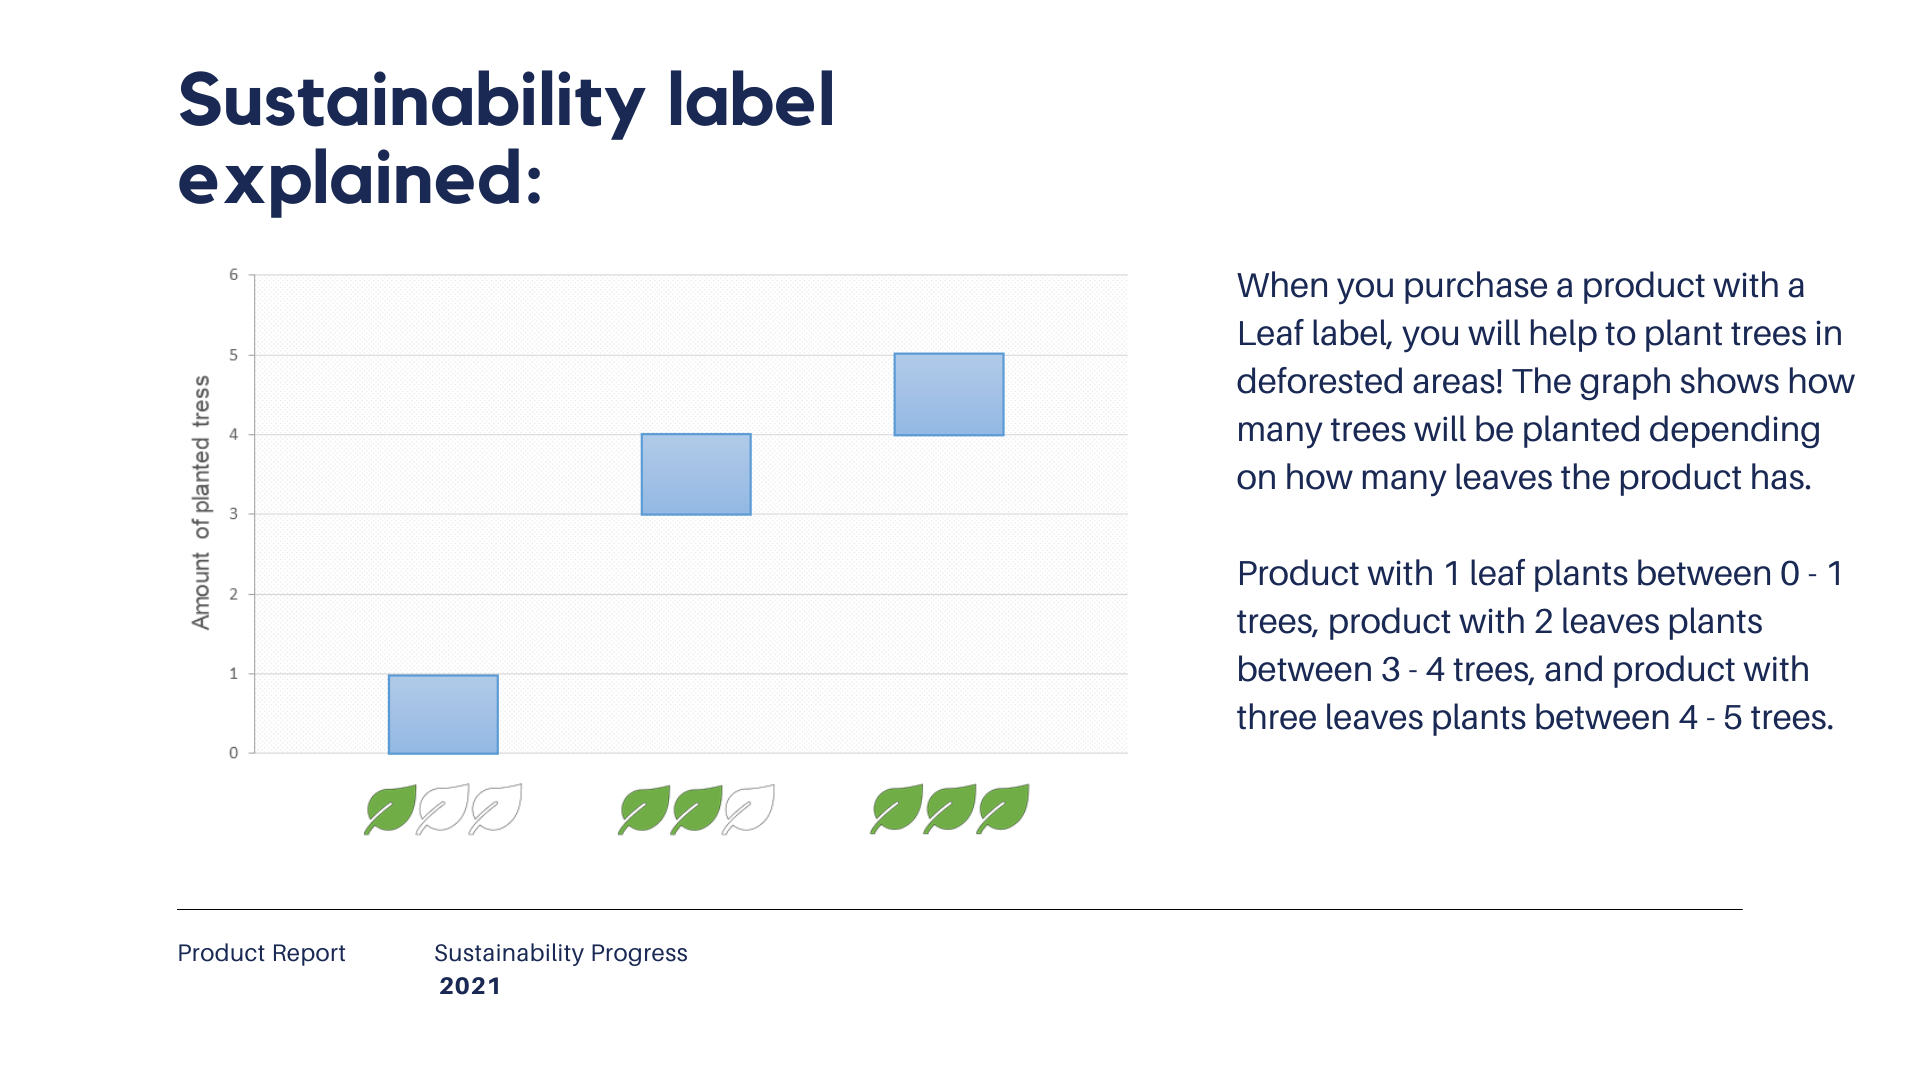 Sustainability label
explained:
6
5
4
3
2
1
0
Amount of planted tress
When you purchase a product with a
Leaf label, you will help to plant trees in
deforested areas! The graph shows how
many trees will be planted depending
on how many leaves the product has.
Product with 1 leaf plants between 0 - 1
trees, product with 2 leaves plants
between 3 - 4 trees, and product with
three leaves plants between 4 - 5 trees.
Product Report
Sustainability Progress
2021